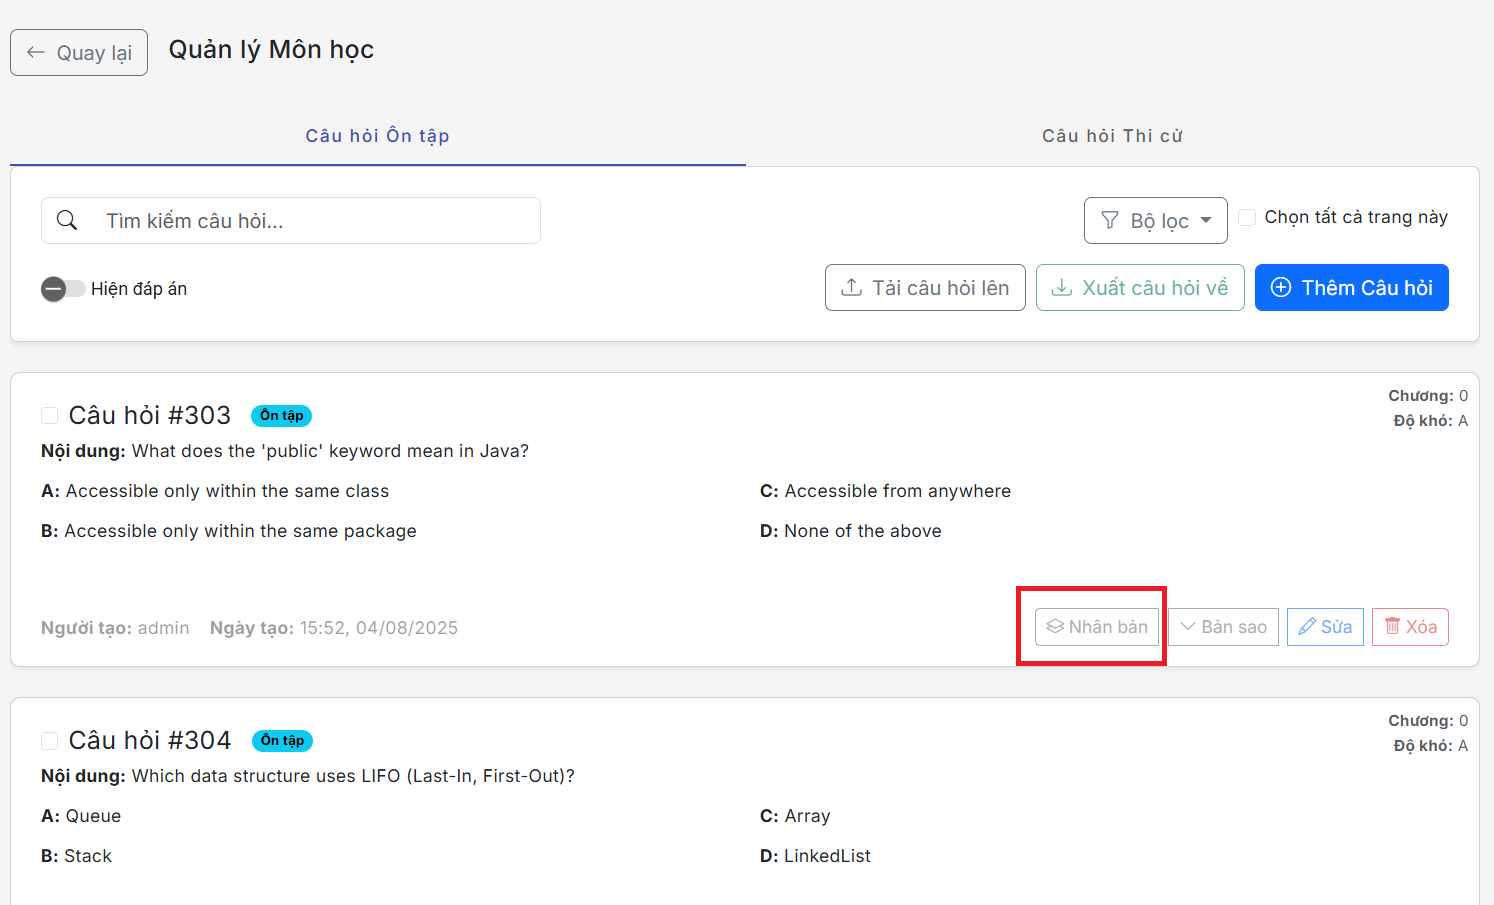 Quay lại
Quản lý Môn học
Câu hỏi Ôn tập
Câu hỏi Thi cử
Tìm kiếm câu hỏi...
Bộ lọc
Chọn tất cả trang này
Hiện đáp án
Tải câu hỏi lên
Xuất câu hỏi về
Thêm Câu hỏi
Câu hỏi #303
Ôn tập
Chương: 0
Độ khó: A
Nội dung: What does the 'public' keyword mean in Java?
A: Accessible only within the same class
C: Accessible from anywhere
B: Accessible only within the same package
D: None of the above
Người tạo: admin
Ngày tạo: 15:52, 04/08/2025
Nhân bản
Bản sao
Sửa
Xóa
Câu hỏi #304
Ôn tập
Chương: 0
Độ khó: A
Nội dung: Which data structure uses LIFO (Last-In, First-Out)?
A: Queue
C: Array
B: Stack
D: LinkedList